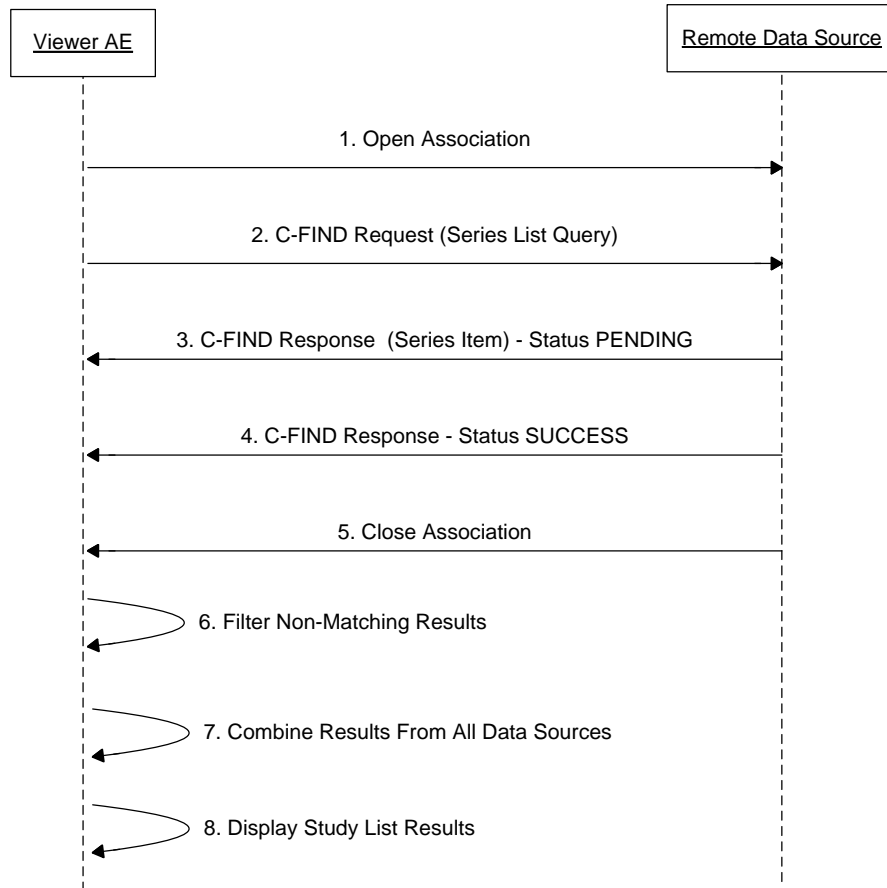 Viewer AE
Remote Data Source
1. Open Association
2. C-FIND Request (Series List Query)
3. C-FIND Response  (Series Item) - Status PENDING
4. C-FIND Response - Status SUCCESS
5. Close Association
6. Filter Non-Matching Results
7. Combine Results From All Data Sources
8. Display Study List Results